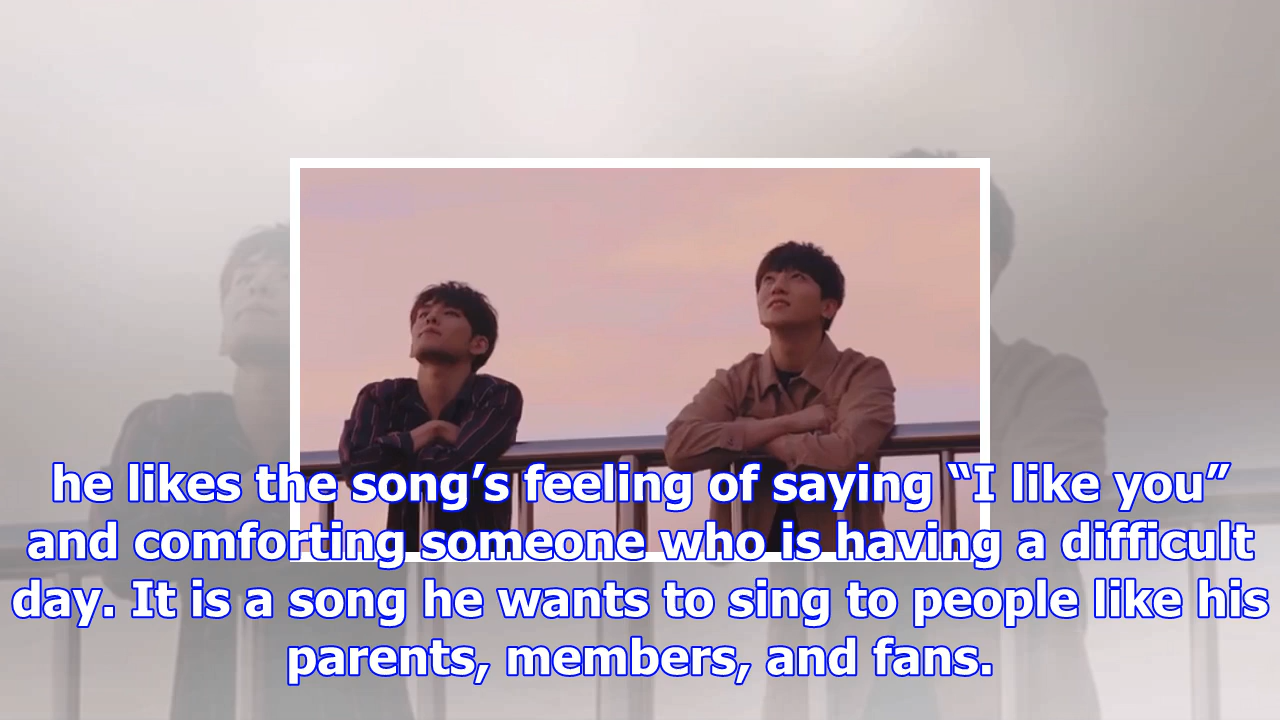 he likes the song’s feeling of saying “I like you”
and comforting someone who is having a difficult
day. It is a song he wants to sing to people like his
parents, members, and fans.